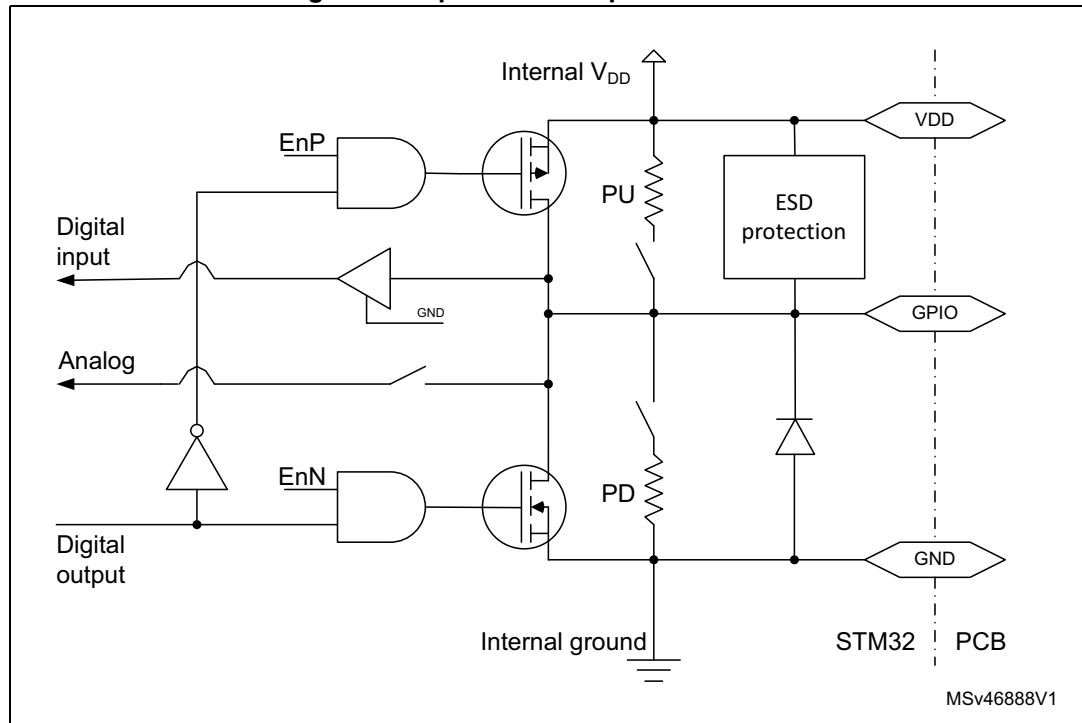 Internal VDD
VDD
EnP
PU
ESD
protection
Digital
input
GND
GPIO
Analog
EnN
PD
Digital
output
GND
Internal ground
STM32
PCB
MSv46888V1